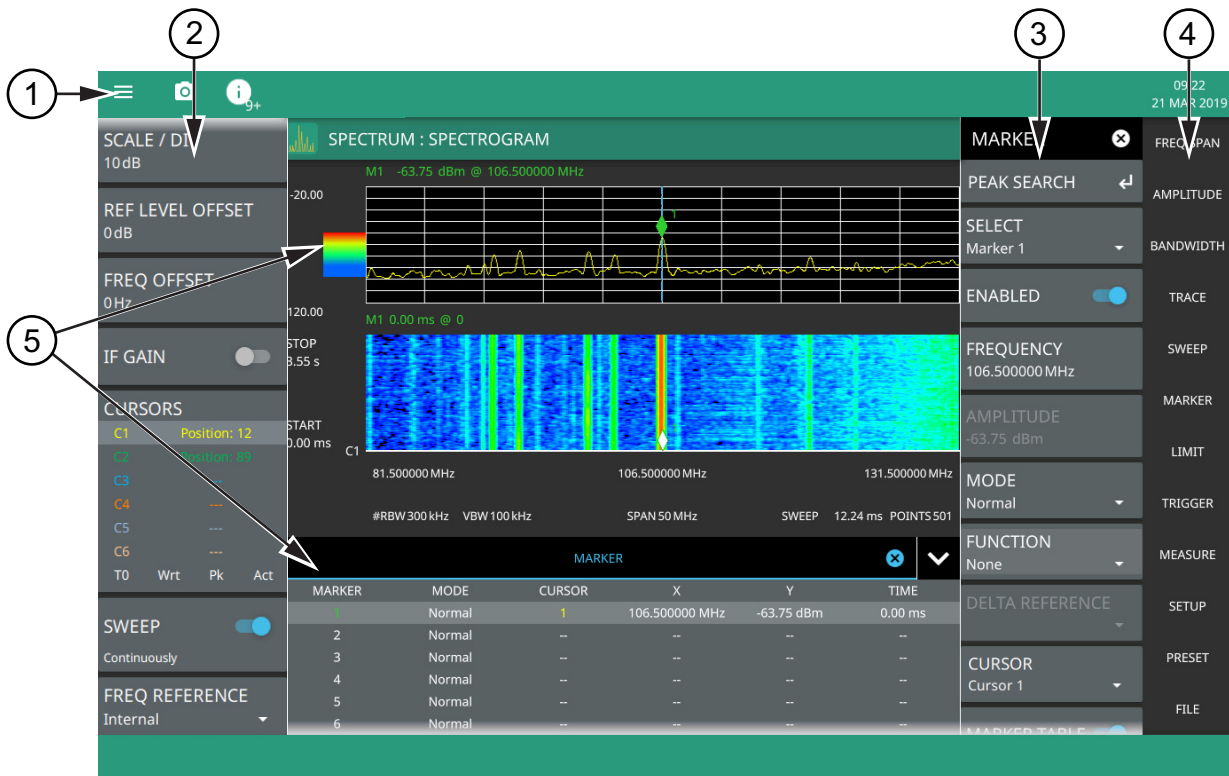 1
2
3
4
5
9+
09:22
21 MAR 2019
SCALE / DI
10 dB
REF LEVEL OFFSET
0 dB
FREQ OFFSET
0 Hz
IF GAIN
CURSORS
C1 Position: 12
C2 Position: 89
C3 ---
C4 ---
C5 ---
C6 ---
T0 Wrt Pk Act
SWEEP
Continuously
FREQ REFERENCE
Internal
SPECTRUM : SPECTROGRAM
M1 -63.75 dBm @ 106.500000 MHz
-20.00
1
120.00
M1 0.00 ms @ 0
STOP
3.55 s
START
0.00 ms
C1
81.500000 MHz 106.500000 MHz 131.500000 MHz
#RBW 300 kHz VBW 100 kHz SPAN 50 MHz SWEEP 12.24 ms POINTS 501
MARKER
MARKER MODE CURSOR X Y TIME
1 Normal 1 106.500000 MHz -63.75 dBm 0.00 ms
2 Normal -- -- -- --
3 Normal -- -- -- --
4 Normal -- -- -- --
5 Normal -- -- -- --
6 Normal -- -- -- --
MARKE
PEAK SEARCH
SELECT
Marker 1
ENABLED
FREQUENCY
106.500000 MHz
AMPLITUDE
-63.75 dBm
MODE
Normal
FUNCTION
None
DELTA REFERENCE
CURSOR
Cursor 1
MARKER TABLE
FREQ SPAN
AMPLITUDE
BANDWIDTH
TRACE
SWEEP
MARKER
LIMIT
TRIGGER
MEASURE
SETUP
PRESET
FILE